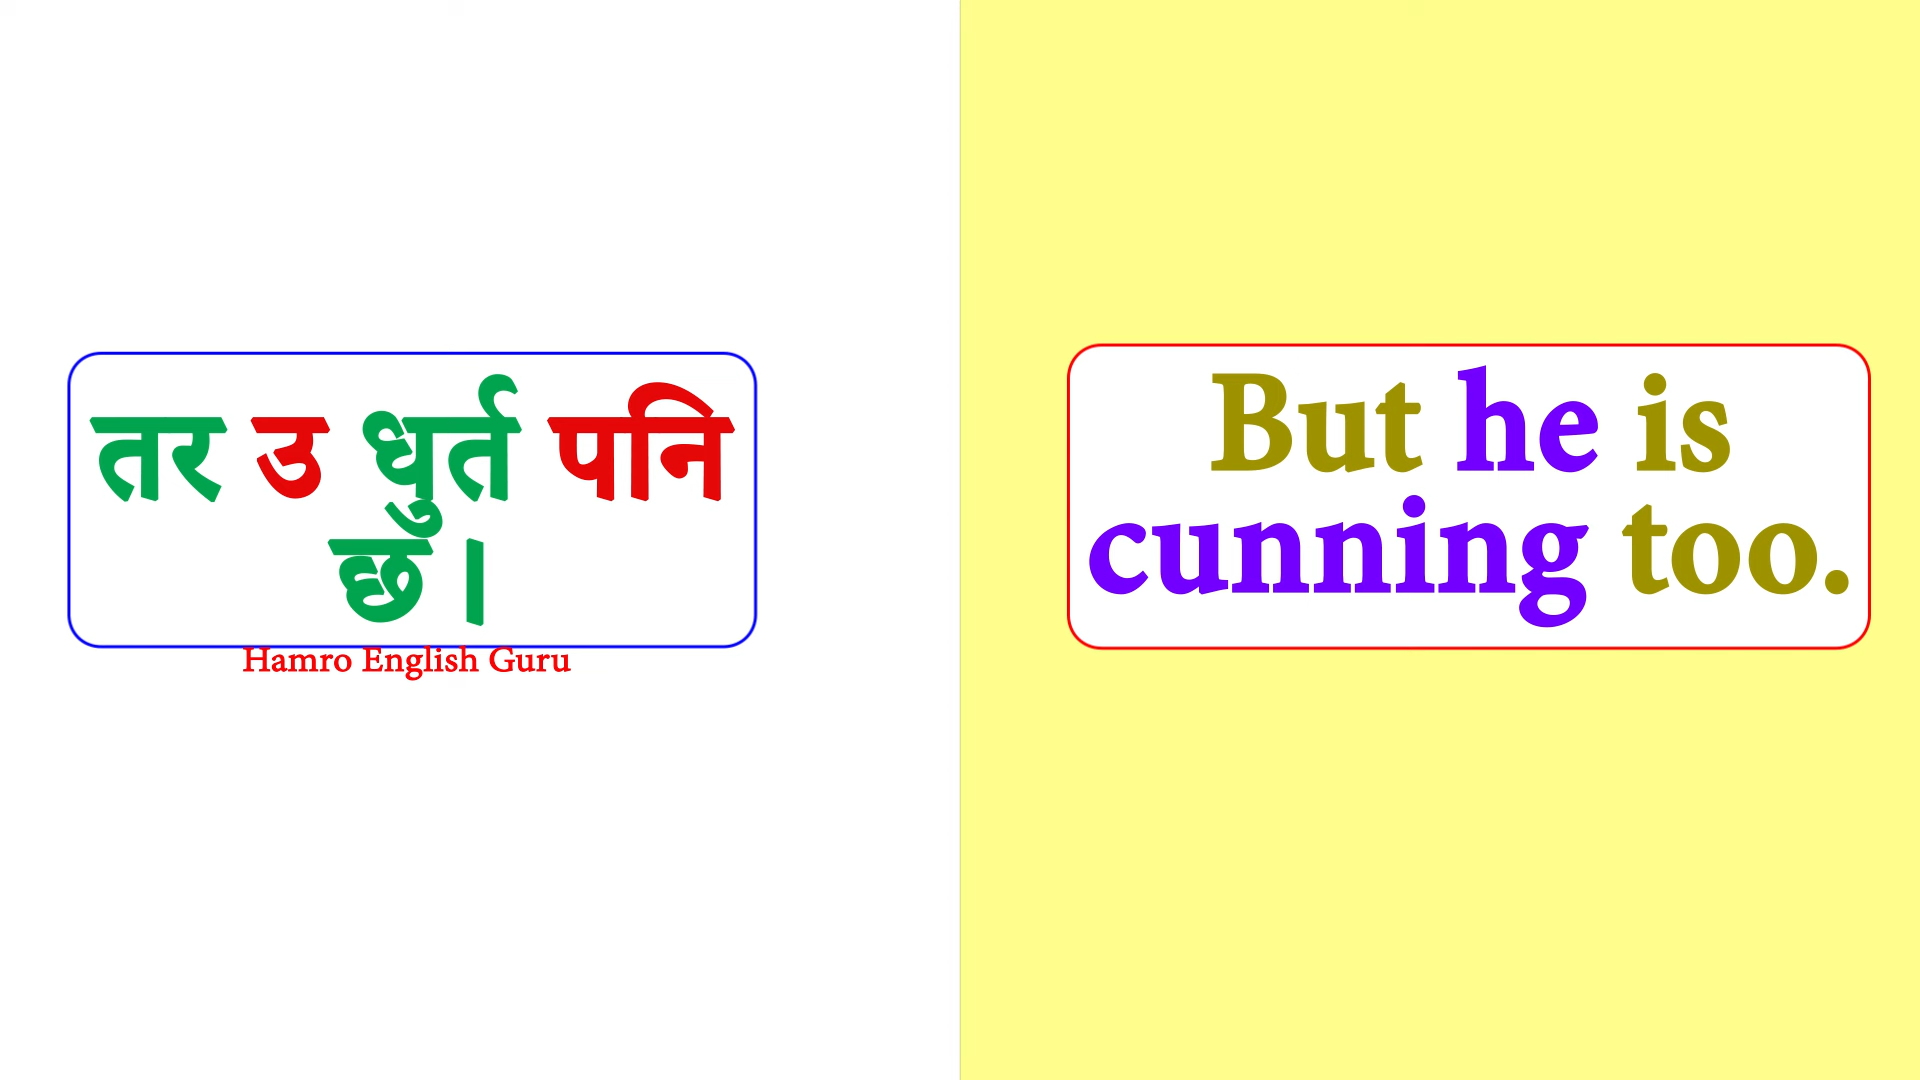 तर उ धुर्त पनि
छ।
Hamro English Guru
But he is
cunning too.